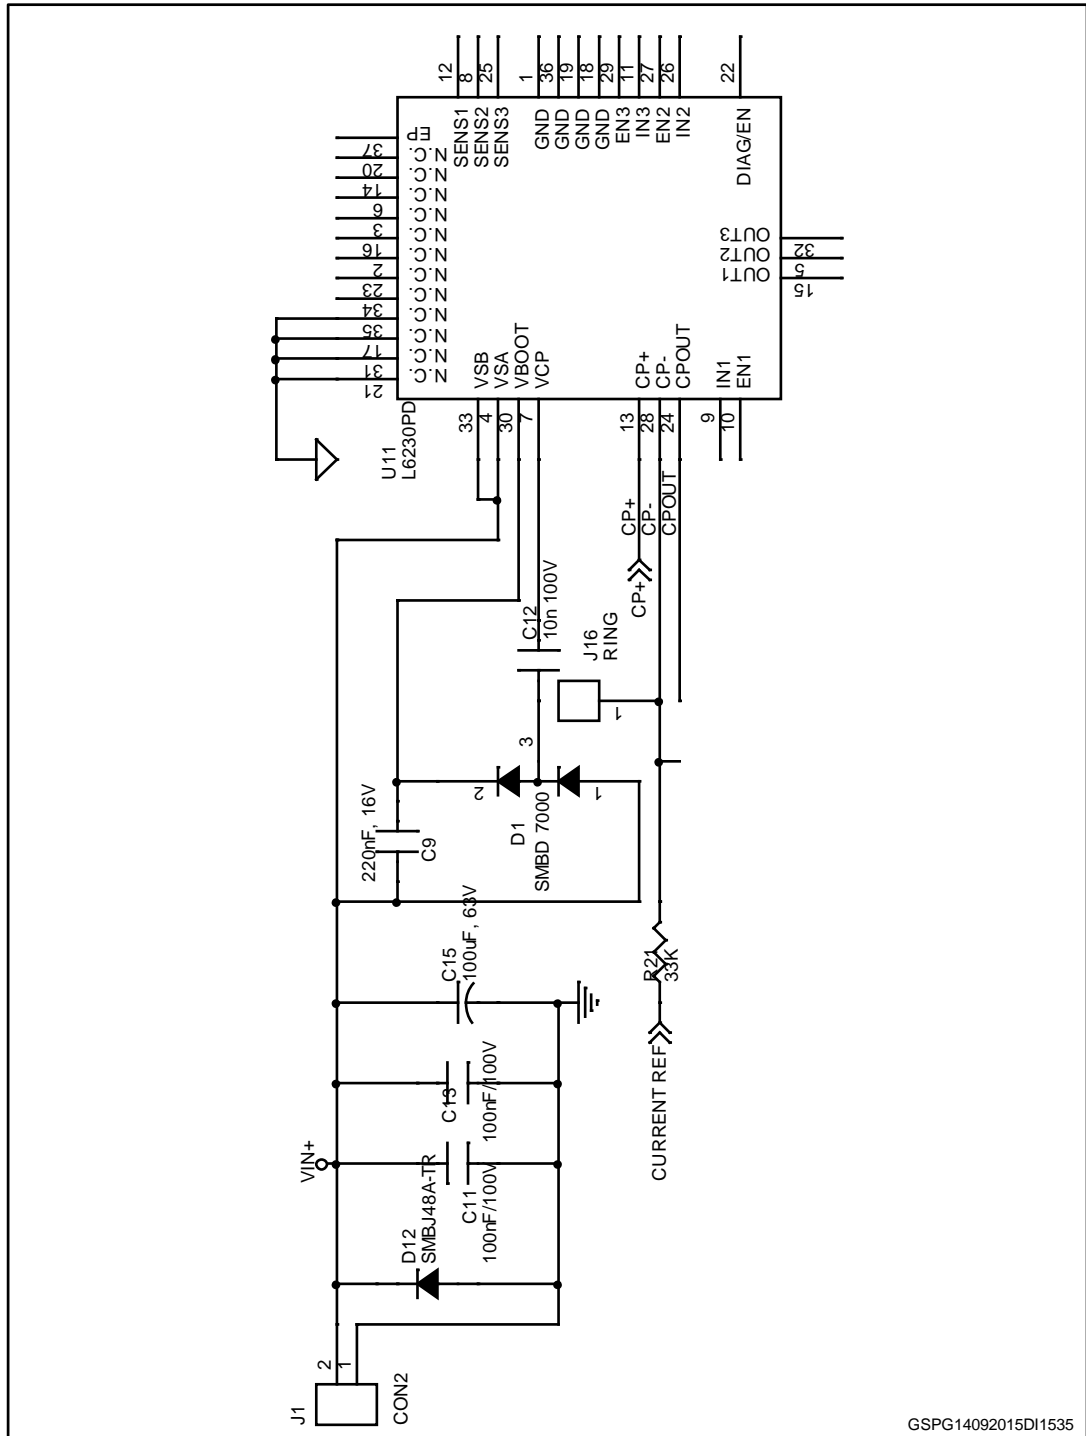 12
8
25
1
36
19
18
29
11
27
26
22
SENS1
SENS2
SENS3
GND
GND
GND
GND
EN3
IN3
EN2
IN2
DIAG/EN
EP
N.C.
N.C.
N.C.
N.C.
N.C.
N.C.
N.C.
N.C.
N.C.
N.C.
N.C.
N.C.
37
20
14
6
3
16
2
23
34
35
17
31
21
OUT3
OUT2
OUT1
32
5
15
VSB
VSA
VBOOT
VCP
CP+
CP-
CPOUT
IN1
EN1
33
4
30
7
13
28
24
9
10
U11
L6230PD
CP+
CP-
CPOUT
CP+
C12
10n 100V
J16
RING
1
3
2
1
D1
SMBD 7000
220nF, 16V
C9
C15
100uF, 63V
R21
33K
CURRENT REF
C13
100nF/100V
VIN+
C11
100nF/100V
D12
SMBJ48A-TR
2
1
J1
CON2
GSPG14092015DI1535